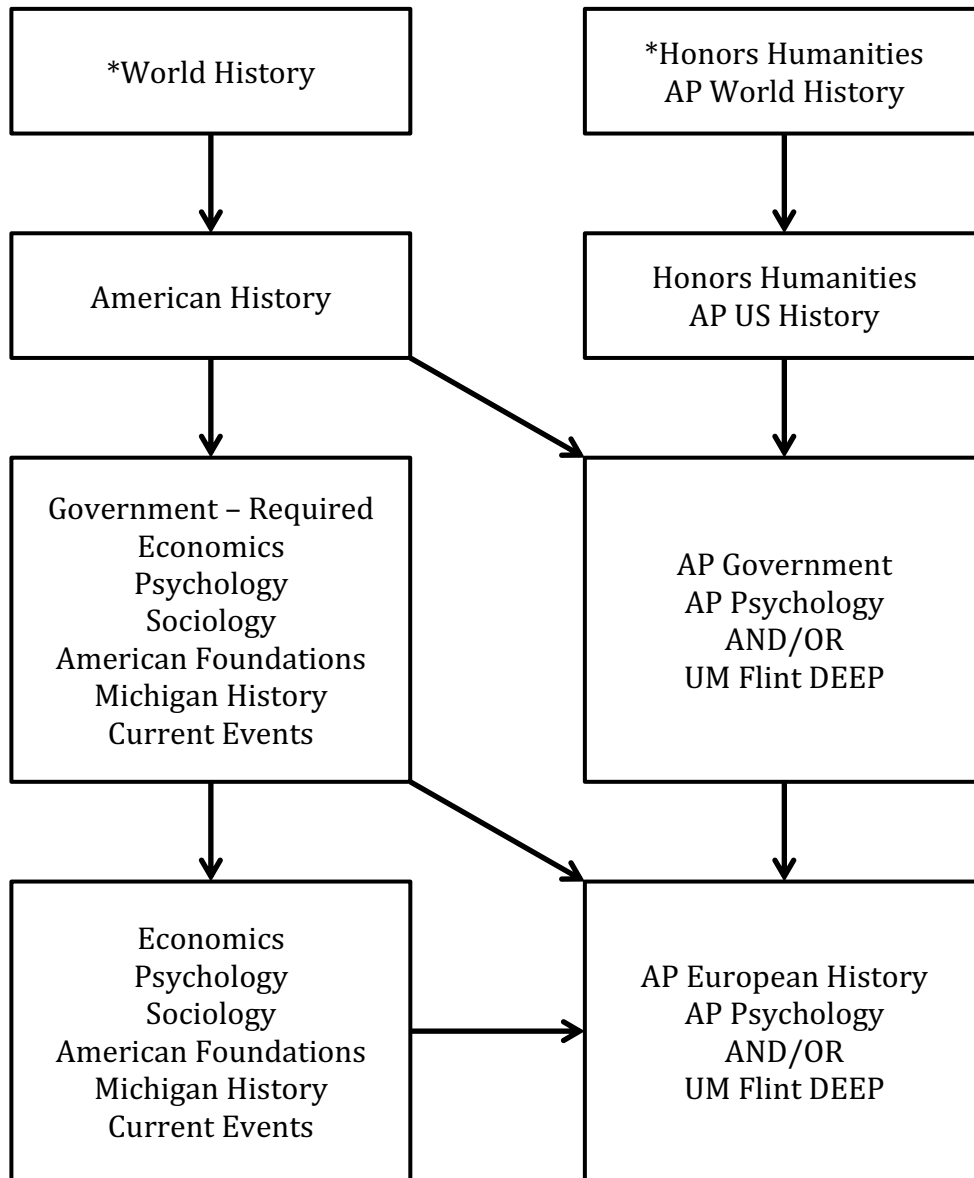 *World History
*Honors Humanities
AP World History
American History
Honors Humanities
AP US History
Government – Required
Economics
Psychology
Sociology
American Foundations
Michigan History
Current Events
AP Government
AP Psychology
AND/OR
UM Flint DEEP
Economics
Psychology
Sociology
American Foundations
Michigan History
Current Events
AP European History
AP Psychology
AND/OR
UM Flint DEEP